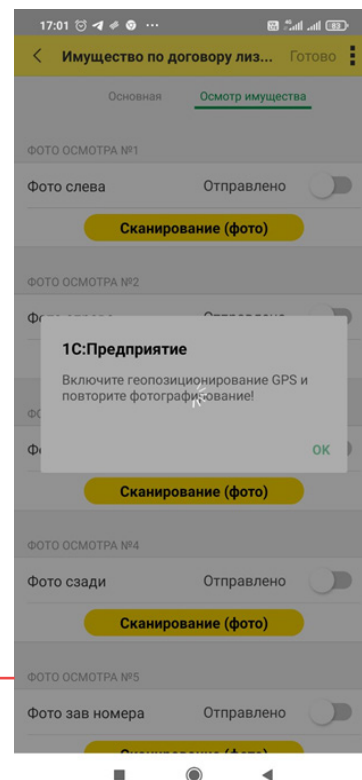 17:01
Имущество по договору лиз... Готово
Основная Осмотр имущества
ФОТО ОСМОТРА №1
Фото слева Отправлено
Сканирование (фото)
ФОТО ОСМОТРА №2
1С:Предприятие
Включите геопозиционирование GPS и
повторите фотографирование!
ОК
Сканирование (фото)
ФОТО ОСМОТРА №4
Фото сзади Отправлено
Сканирование (фото)
ФОТО ОСМОТРА №5
Фото зав номера Отправлено